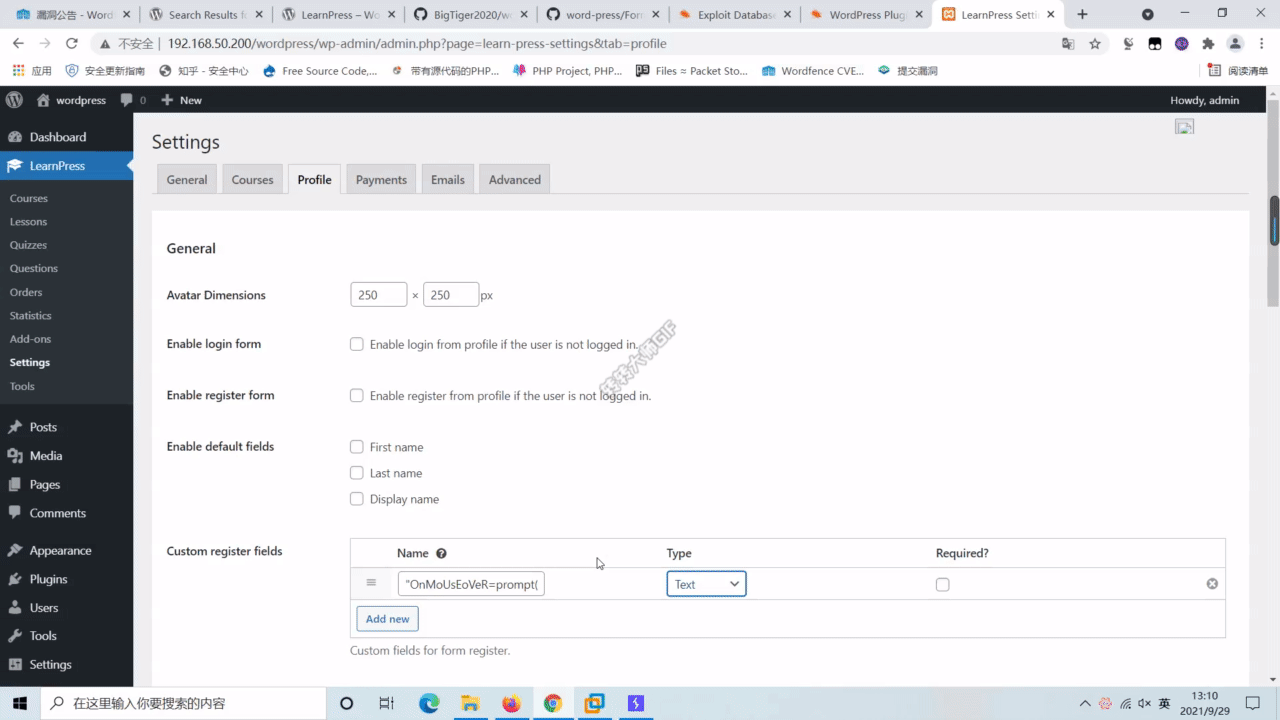 漏洞公告 - Word
Search Results f
LearnPress – Wo
BigTiger2020/wo
word-press/Forr
Exploit Database
WordPress Plug
LearnPress Setti
不安全
192.168.50.200/wordpress/wp-admin/admin.php?page=learn-press-settings&tab=profile
应用
安全更新指南
知乎 - 安全中心
Free Source Code,...
带有源代码的PHP...
PHP Project, PHP...
Files ≈ Packet Sto...
Wordfence CVE...
提交漏洞
阅读清单
wordpress
0
New
Howdy, admin
Dashboard
LearnPress
Courses
Lessons
Quizzes
Questions
Orders
Statistics
Add-ons
Settings
Tools
Posts
Media
Pages
Comments
Appearance
Plugins
Users
Tools
Settings
Settings
General
Courses
Profile
Payments
Emails
Advanced
General
Avatar Dimensions
250 × 250 px
Enable login form
Enable login from profile if the user is not logged in.
Enable register form
Enable register from profile if the user is not logged in.
Enable default fields
First name
Last name
Display name
转转大师GIF
Custom register fields
Name
Type
Required?
"OnMoUsEoVeR=prompt(
Text
Add new
Custom fields for form register.
在这里输入你要搜索的内容
英
13:10
2021/9/29